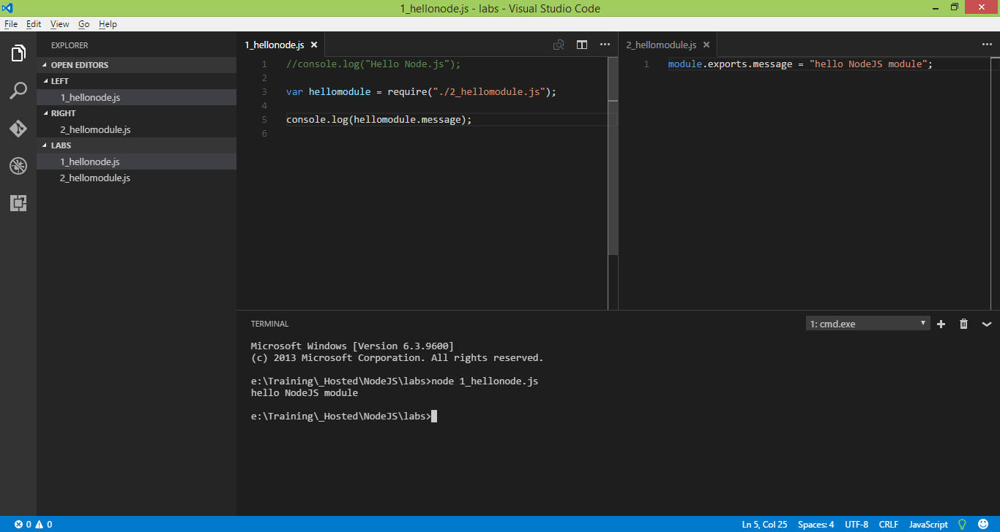 1_hellonode.js - labs - Visual Studio Code
File Edit View Go Help
EXPLORER
OPEN EDITORS
LEFT
1_hellonode.js
RIGHT
2_hellomodule.js
LABS
1_hellonode.js
2_hellomodule.js
1_hellonode.js
1 //console.log("Hello Node.js");
2
3 var hellomodule = require("./2_hellomodule.js");
4
5 console.log(hellomodule.message);
6
2_hellomodule.js
1 module.exports.message = "hello NodeJS module";
TERMINAL
1: cmd.exe
Microsoft Windows [Version 6.3.9600]
(c) 2013 Microsoft Corporation. All rights reserved.
e:\Training\_Hosted\NodeJS\labs>node 1_hellonode.js
hello NodeJS module
e:\Training\_Hosted\NodeJS\labs>
0 0 Ln 5, Col 25 Spaces: 4 UTF-8 CRLF JavaScript